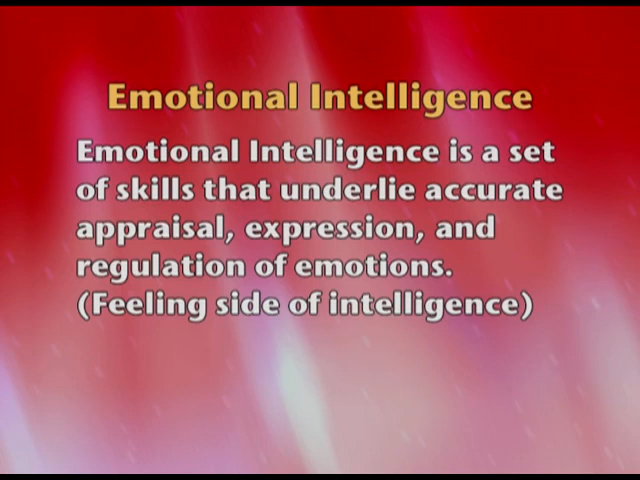 Emotional Intelligence
Emotional Intelligence is a set
of skills that underlie accurate
appraisal, expression, and
regulation of emotions.
(Feeling side of intelligence)